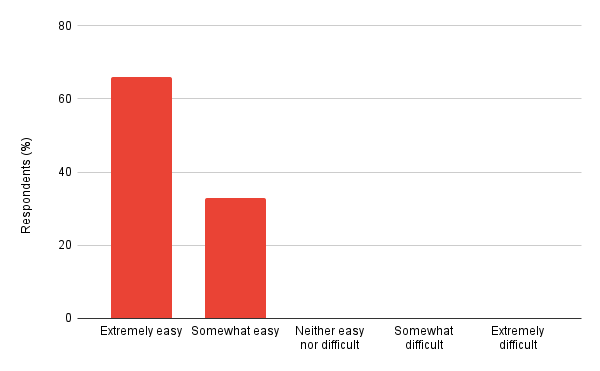 80
60
40
20
0
Respondents (%)
Extremely easy
Somewhat easy
Neither easy
nor difficult
Somewhat
difficult
Extremely
difficult